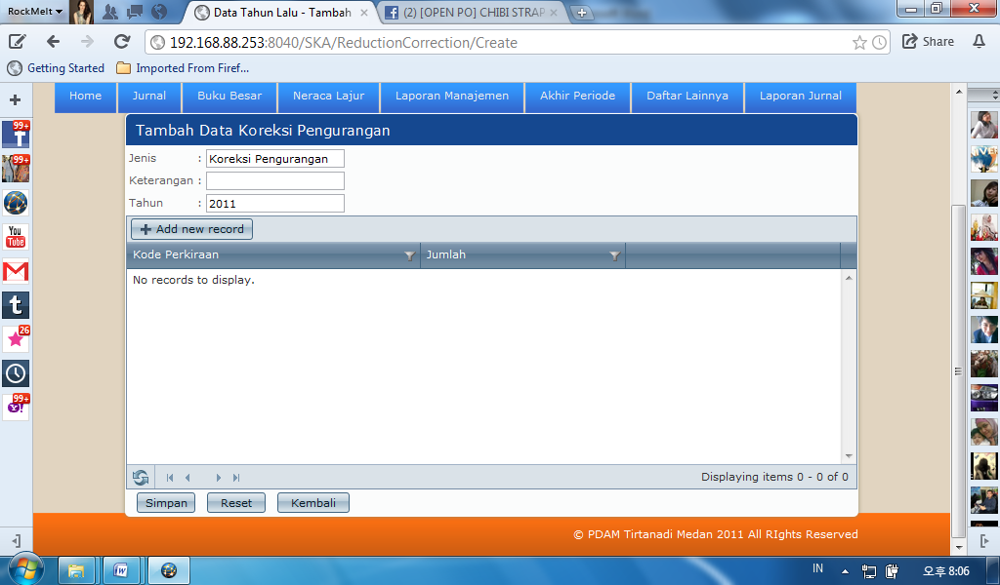 RockMelt
Data Tahun Lalu - Tambah
(2) [OPEN PO] CHIBI STRAP
192.168.88.253:8040/SKA/ReductionCorrection/Create
Share
Getting Started
Imported From Firef...
Home
Jurnal
Buku Besar
Neraca Lajur
Laporan Manajemen
Akhir Periode
Daftar Lainnya
Laporan Jurnal
99+
99+
You
Tube
26
99+
Tambah Data Koreksi Pengurangan
Jenis : Koreksi Pengurangan
Keterangan :
Tahun : 2011
Add new record
Kode Perkiraan
Jumlah
No records to display.
Displaying items 0 - 0 of 0
Simpan
Reset
Kembali
© PDAM Tirtanadi Medan 2011 All RIghts Reserved
IN
오후 8:06